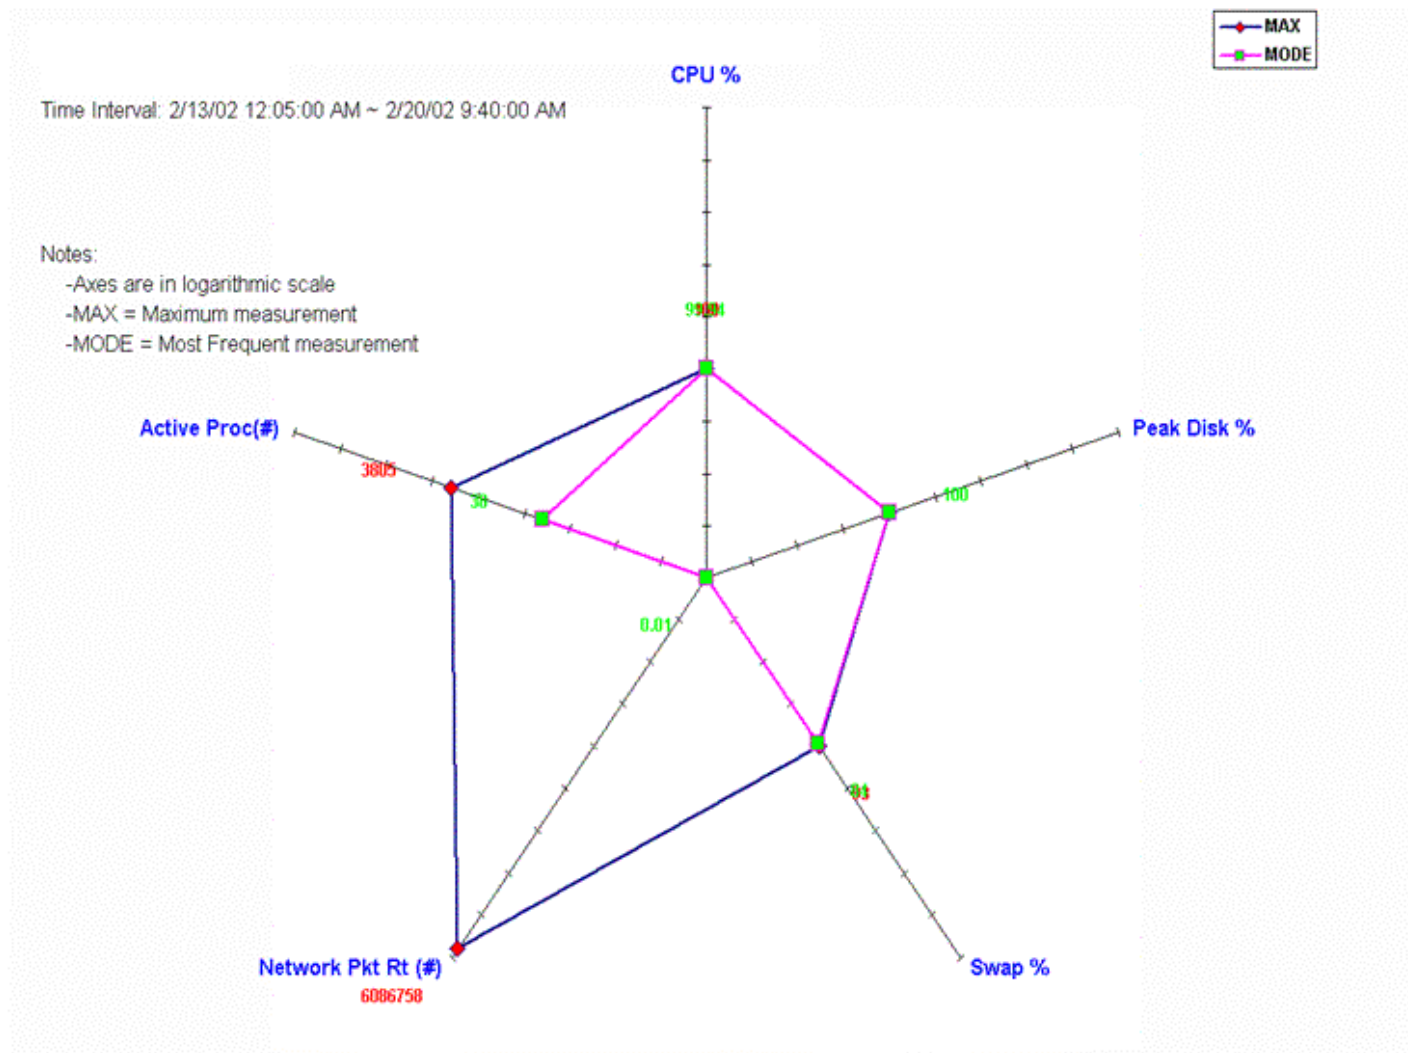 MAX
MODE
CPU %
Time Interval: 2/13/02 12:05:00 AM ~ 2/20/02 9:40:00 AM
Notes:
-Axes are in logarithmic scale
-MAX = Maximum measurement
-MODE = Most Frequent measurement
Active Proc(#)
Peak Disk %
3805
38
100
0.01
93
Network Pkt Rt (#)
Swap %
6086758